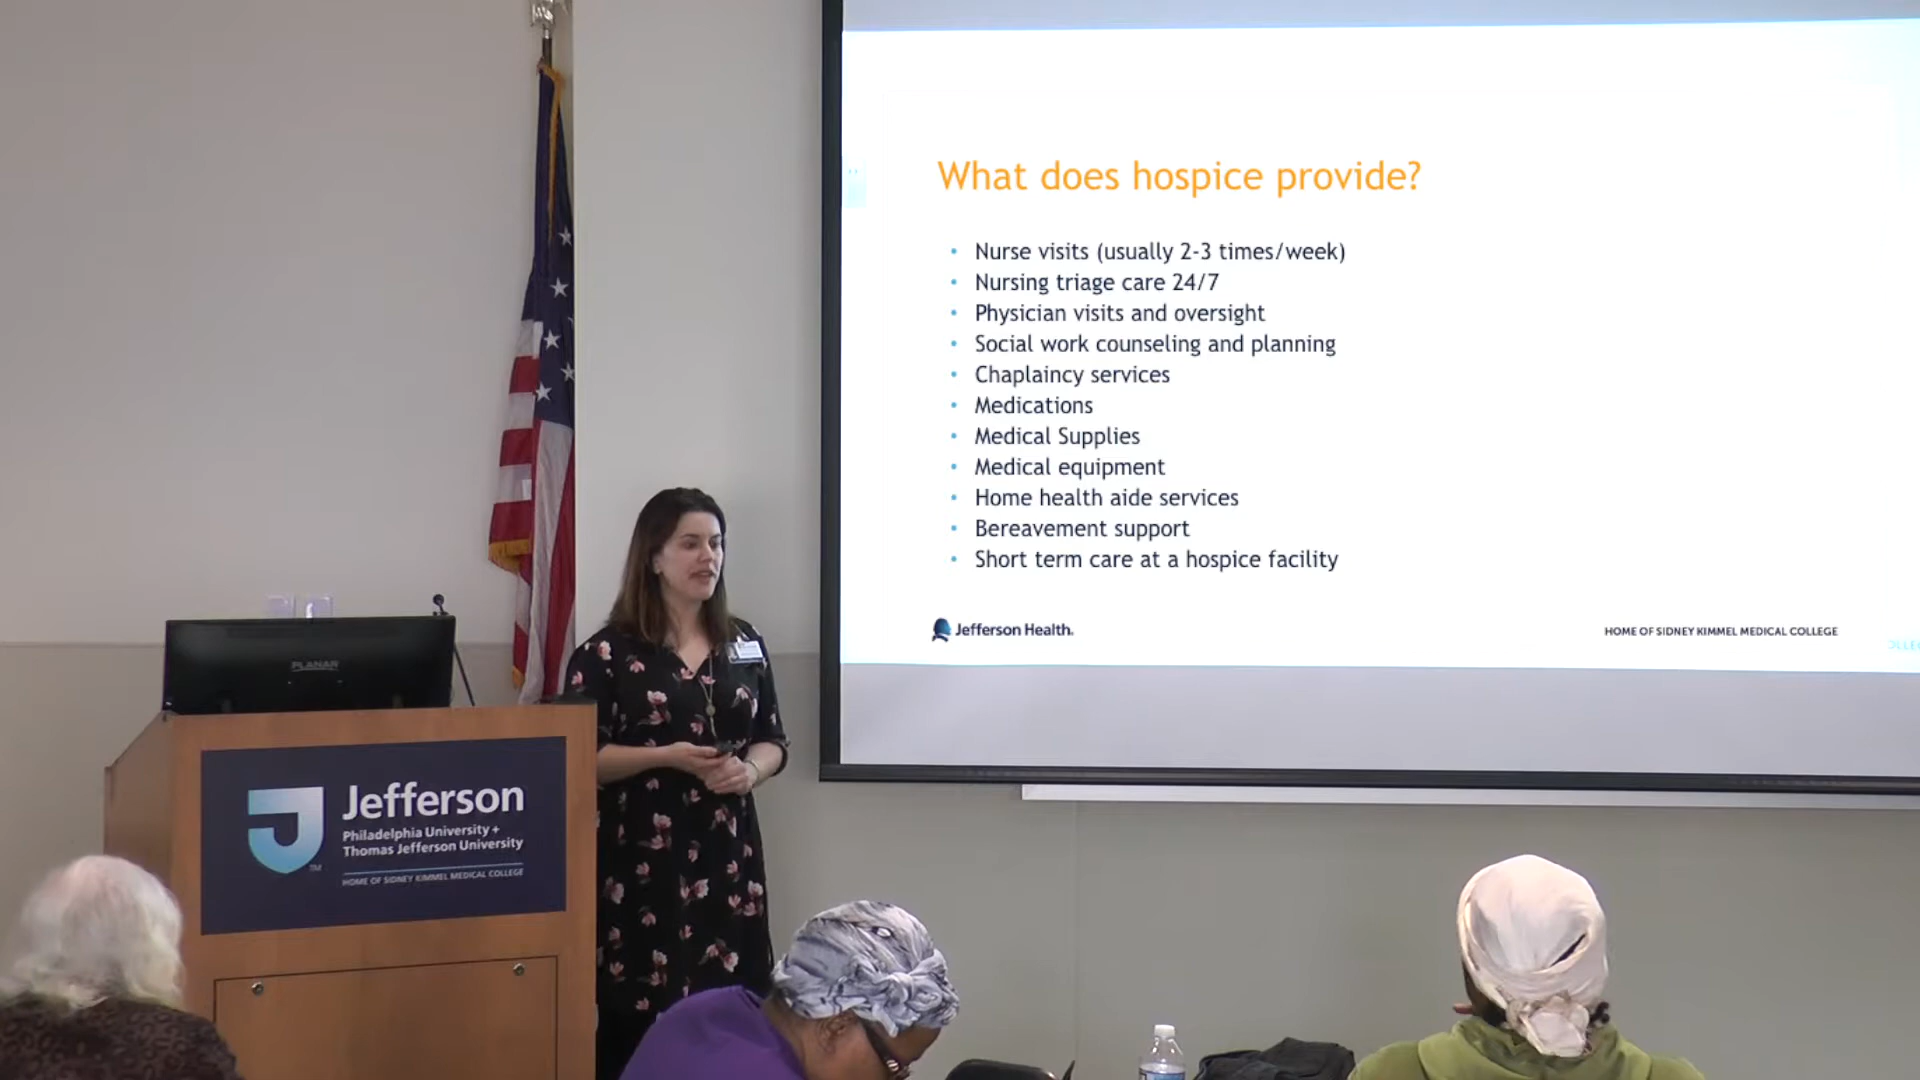 What does hospice provide?
• Nurse visits (usually 2-3 times/week)
• Nursing triage care 24/7
• Physician visits and oversight
• Social work counseling and planning
• Chaplaincy services
• Medications
• Medical Supplies
• Medical equipment
• Home health aide services
• Bereavement support
• Short term care at a hospice facility
Jefferson Health.
HOME OF SIDNEY KIMMEL MEDICAL COLLEGE
PLANAR
Jefferson
Philadelphia University +
Thomas Jefferson University
HOME OF SIDNEY KIMMEL MEDICAL COLLEGE
TM